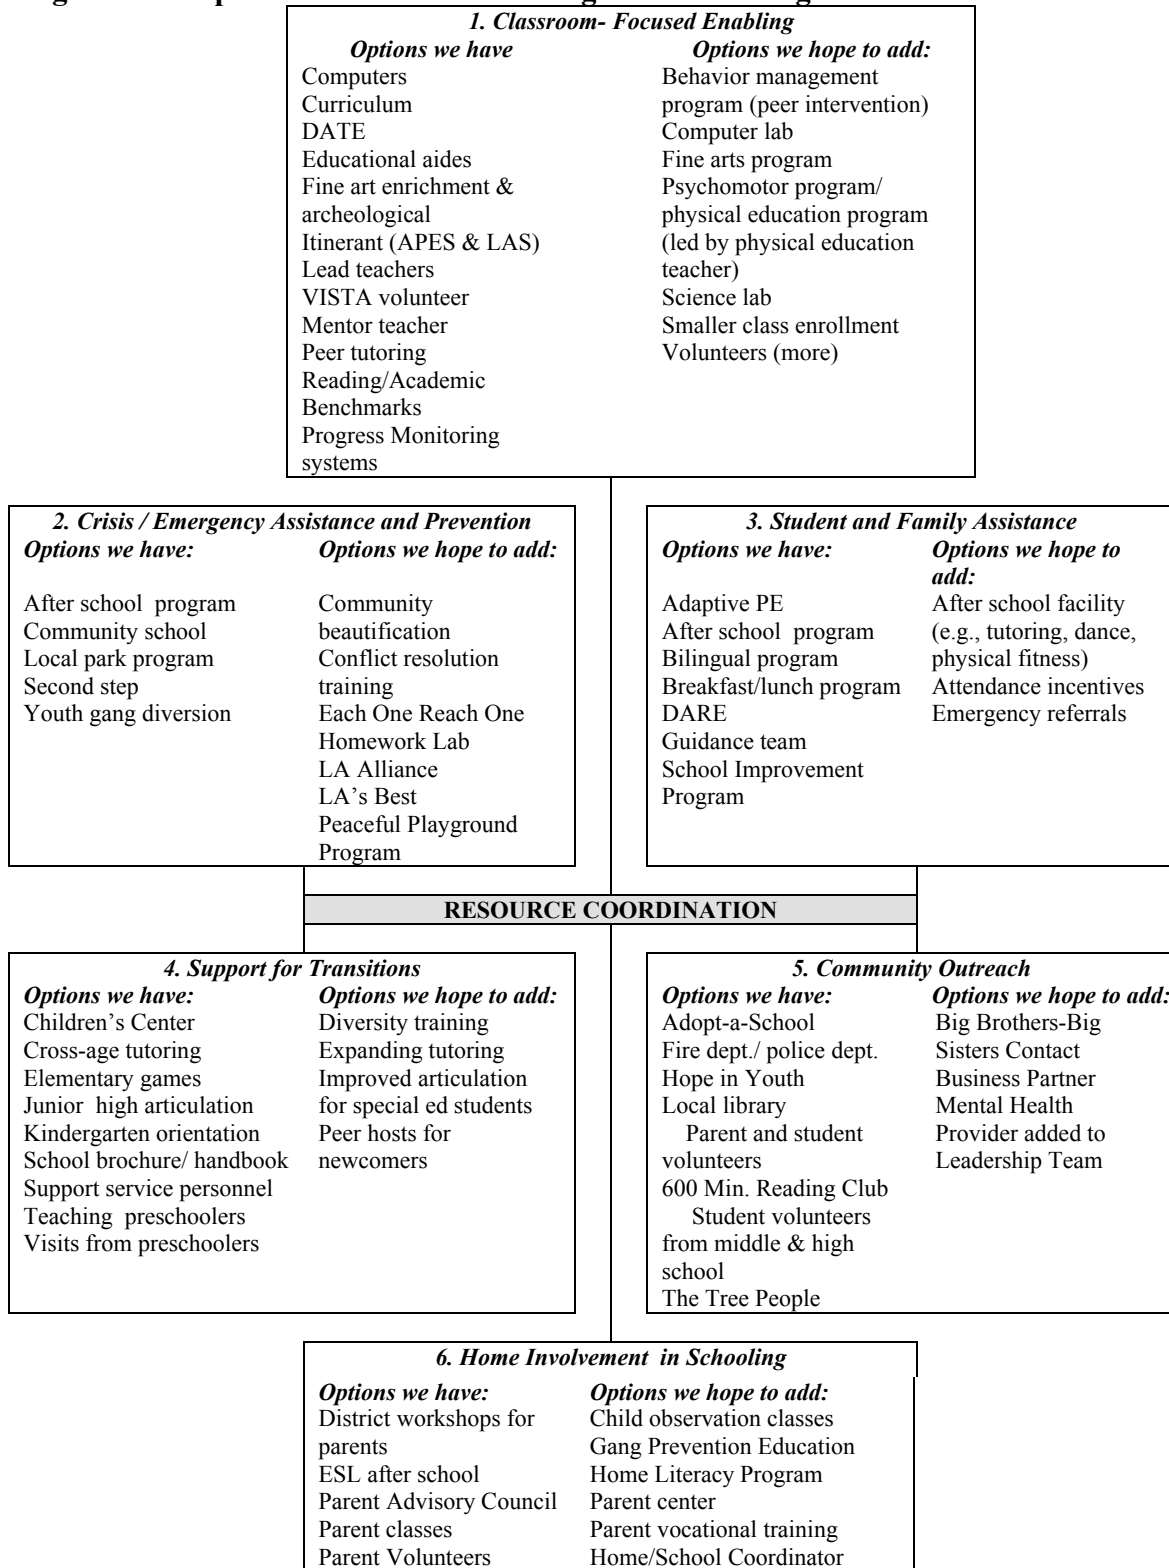 1. Classroom- Focused Enabling
Options we have
Computers
Curriculum
DATE
Educational aides
Fine art enrichment &
archeological
Itinerant (APES & LAS)
Lead teachers
VISTA volunteer
Mentor teacher
Peer tutoring
Reading/Academic
Benchmarks
Progress Monitoring
systems
Options we hope to add:
Behavior management
program (peer intervention)
Computer lab
Fine arts program
Psychomotor program/
physical education program
(led by physical education
teacher)
Science lab
Smaller class enrollment
Volunteers (more)
2. Crisis / Emergency Assistance and Prevention
Options we have:
After school program
Community school
Local park program
Second step
Youth gang diversion
Options we hope to add:
Community
beautification
Conflict resolution
training
Each One Reach One
Homework Lab
LA Alliance
LA’s Best
Peaceful Playground
Program
3. Student and Family Assistance
Options we have:
Adaptive PE
After school program
Bilingual program
Breakfast/lunch program
DARE
Guidance team
School Improvement
Program
Options we hope to
add:
After school facility
(e.g., tutoring, dance,
physical fitness)
Attendance incentives
Emergency referrals
RESOURCE COORDINATION
4. Support for Transitions
Options we have:
Children’s Center
Cross-age tutoring
Elementary games
Junior high articulation
Kindergarten orientation
School brochure/ handbook
Support service personnel
Teaching preschoolers
Visits from preschoolers
Options we hope to add:
Diversity training
Expanding tutoring
Improved articulation
for special ed students
Peer hosts for
newcomers
5. Community Outreach
Options we have:
Adopt-a-School
Fire dept./ police dept.
Hope in Youth
Local library
Parent and student
volunteers
600 Min. Reading Club
Student volunteers
from middle & high
school
The Tree People
Options we hope to add:
Big Brothers-Big
Sisters Contact
Business Partner
Mental Health
Provider added to
Leadership Team
6. Home Involvement in Schooling
Options we have:
District workshops for
parents
ESL after school
Parent Advisory Council
Parent classes
Parent Volunteers
Options we hope to add:
Child observation classes
Gang Prevention Education
Home Literacy Program
Parent center
Parent vocational training
Home/School Coordinator